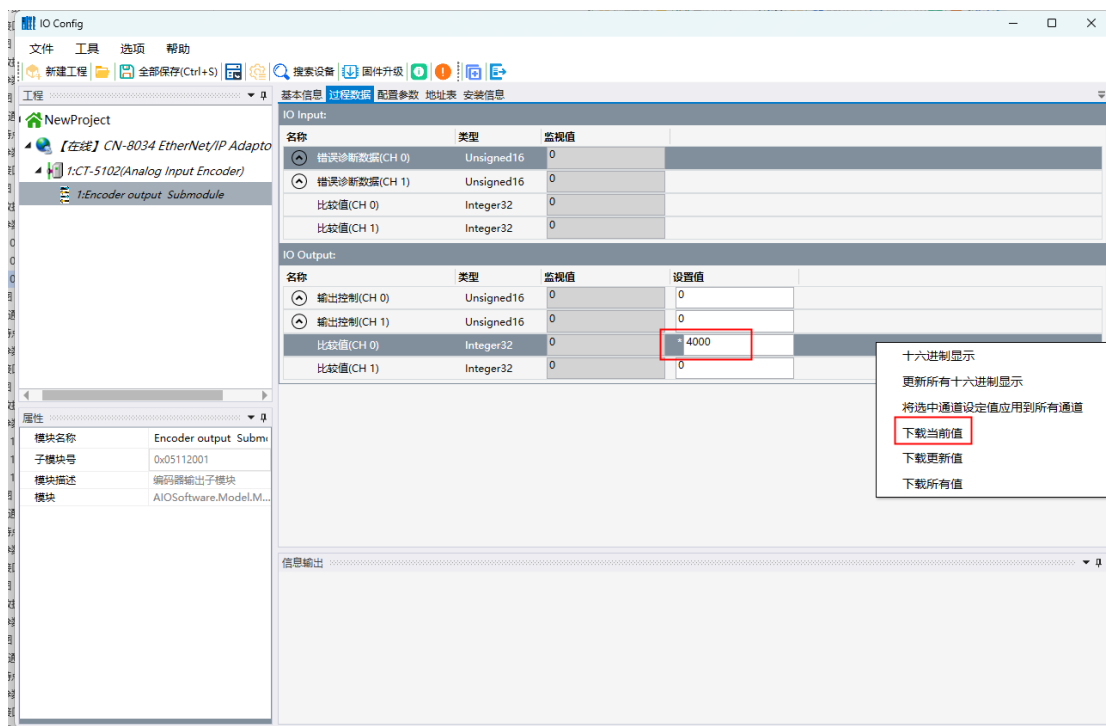 IO Config
文件 工具 选项 帮助
新建工程 全部保存(Ctrl+S) 搜索设备 固件升级
工程
NewProject
【在线】CN-8034 EtherNet/IP Adapto
1:CT-5102(Analog Input Encoder)
1:Encoder output Submodule
基本信息 过程数据 配置参数 地址表 安装信息
IO Input:
名称 类型 监视值
错误诊断数据(CH 0) Unsigned16 0
错误诊断数据(CH 1) Unsigned16 0
比较值(CH 0) Integer32 0
比较值(CH 1) Integer32 0
IO Output:
名称 类型 监视值 设置值
输出控制(CH 0) Unsigned16 0 0
输出控制(CH 1) Unsigned16 0 0
比较值(CH 0) Integer32 0 * 4000
比较值(CH 1) Integer32 0 0
十六进制显示
更新所有十六进制显示
将选中通道设定值应用到所有通道
下载当前值
下载更新值
下载所有值
属性
模块名称 Encoder output Submo
子模块号 0x05112001
模块描述 编码器输出子模块
模块 AIOSoftware.Model.M...
信息输出